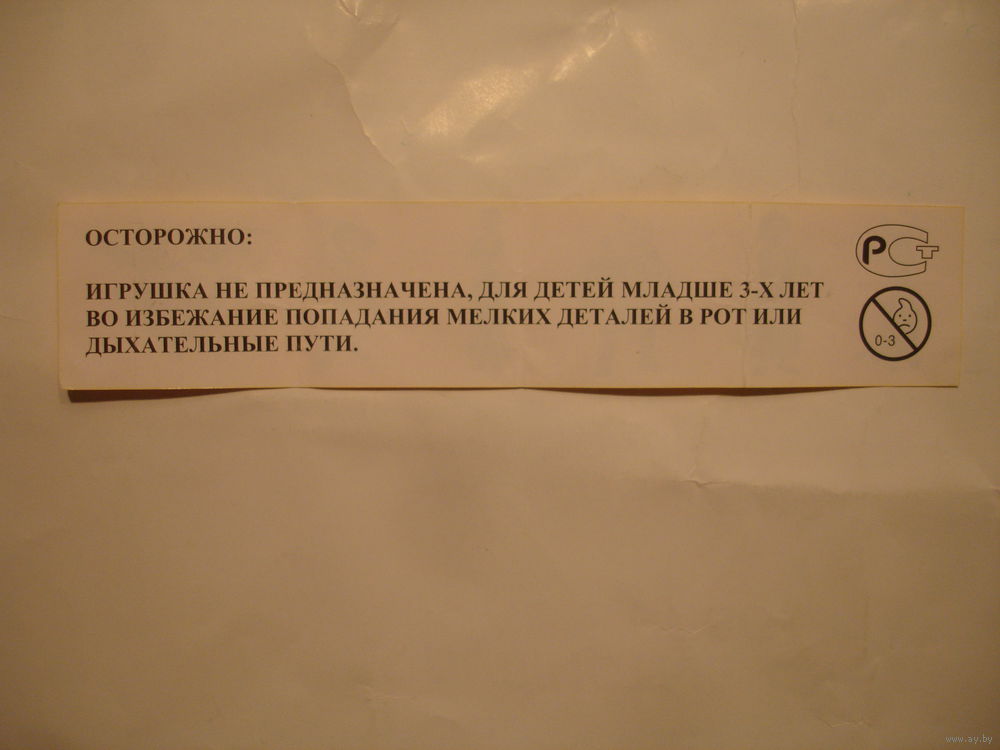 ОСТОРОЖНО:
ИГРУШКА НЕ ПРЕДНАЗНАЧЕНА, ДЛЯ ДЕТЕЙ МЛАДШЕ 3-Х ЛЕТ
ВО ИЗБЕЖАНИЕ ПОПАДАНИЯ МЕЛКИХ ДЕТАЛЕЙ В РОТ ИЛИ
ДЫХАТЕЛЬНЫЕ ПУТИ.
РСТ
0-3
www.ay.by